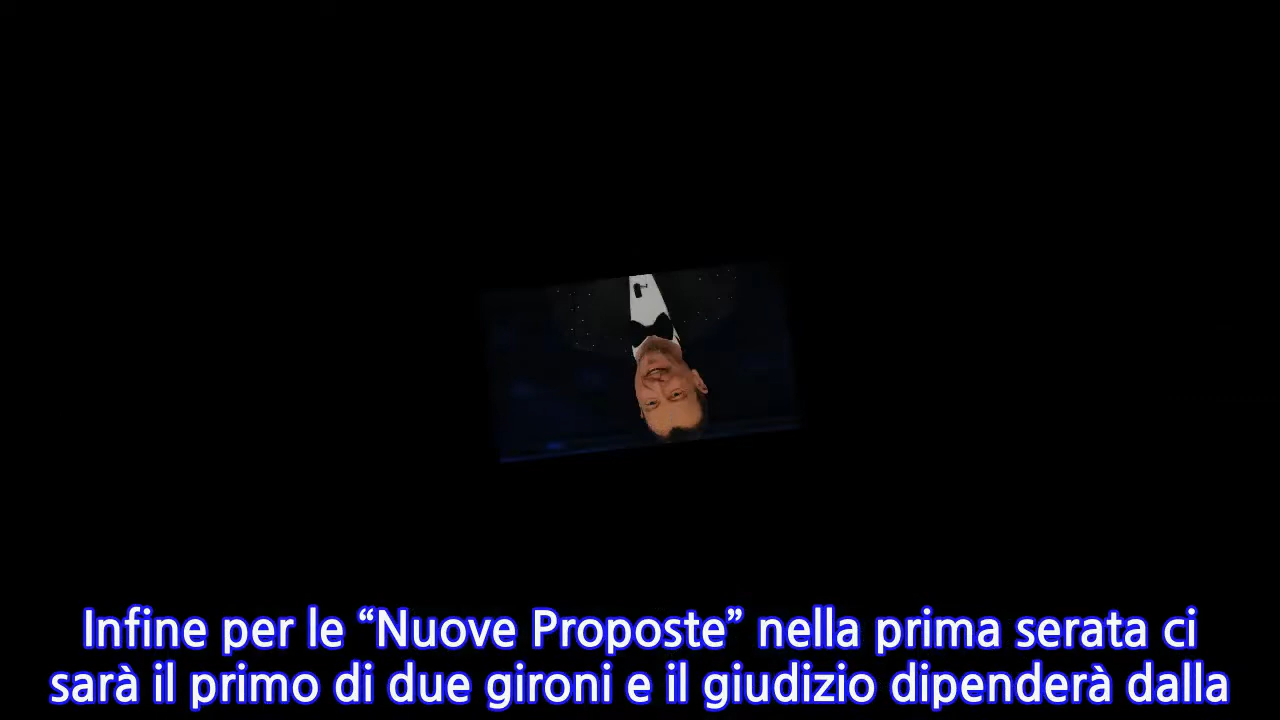 Infine per le “Nuove Proposte” nella prima serata ci
sarà il primo di due gironi e il giudizio dipenderà dalla